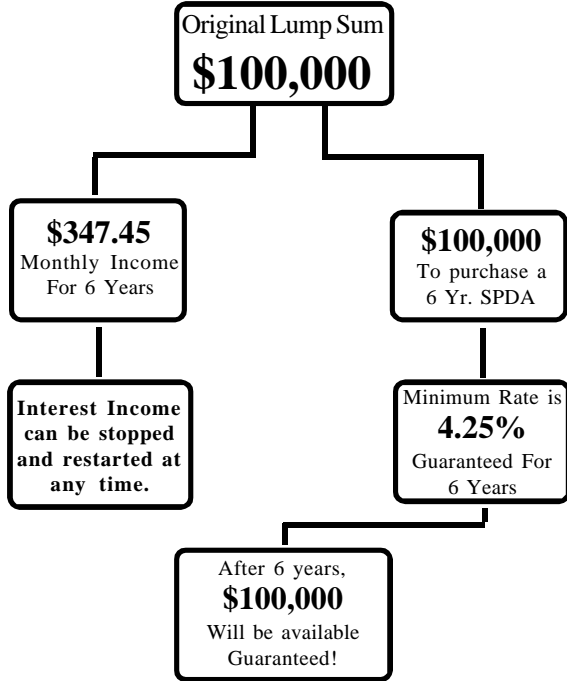 Original Lump Sum
$100,000
$347.45
Monthly Income
For 6 Years
$100,000
To purchase a
6 Yr. SPDA
Interest Income
can be stopped
and restarted at
any time.
Minimum Rate is
4.25%
Guaranteed For
6 Years
After 6 years,
$100,000
Will be available
Guaranteed!